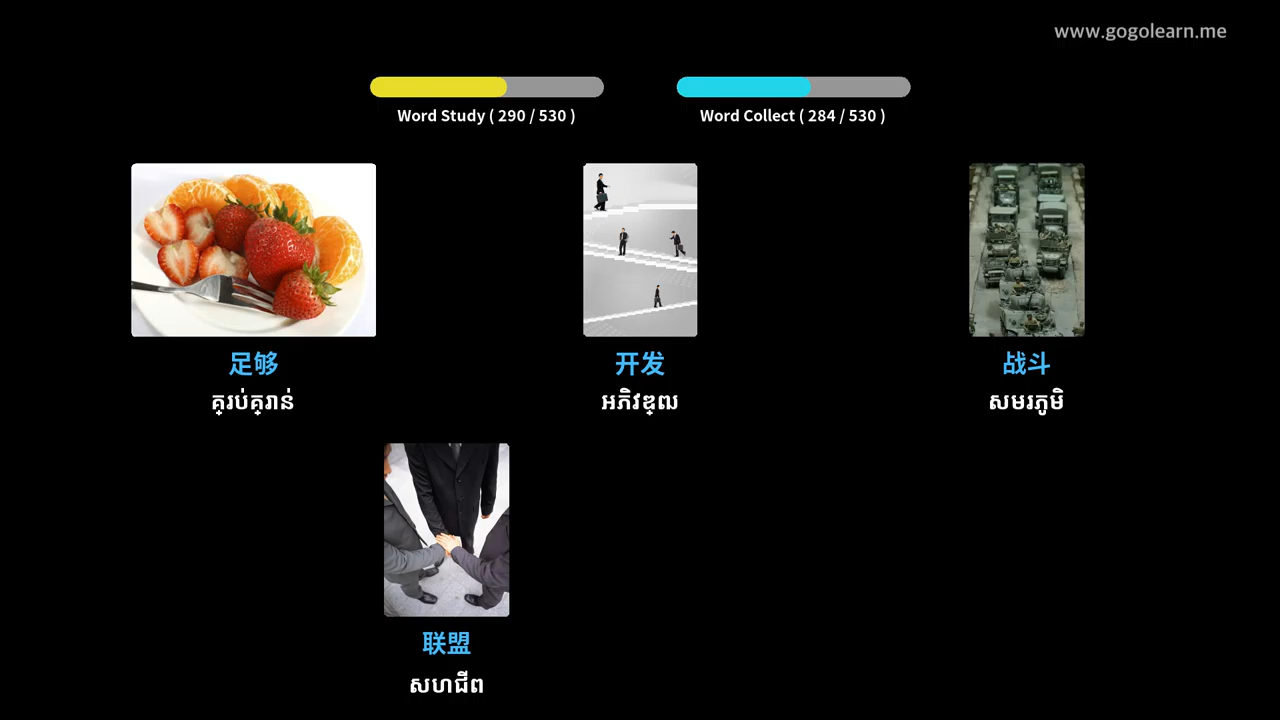 www.gogolearn.me
Word Study ( 290 / 530 )
Word Collect ( 284 / 530 )
足够
开发
战斗
គ្រប់គ្រាន់
អភិវឌ្ឍ
សមរភូមិ
联盟
សហជីព